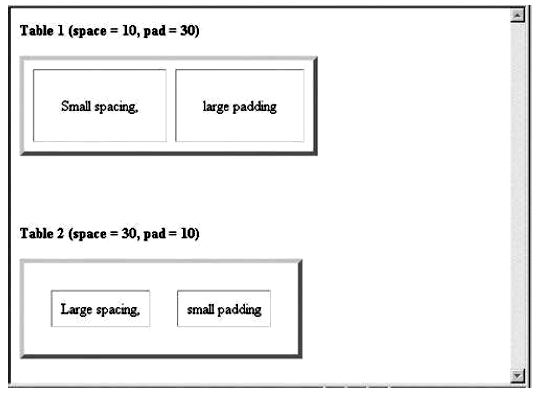 Table 1 (space = 10, pad = 30)
Small spacing, large padding
Table 2 (space = 30, pad = 10)
Large spacing, small padding